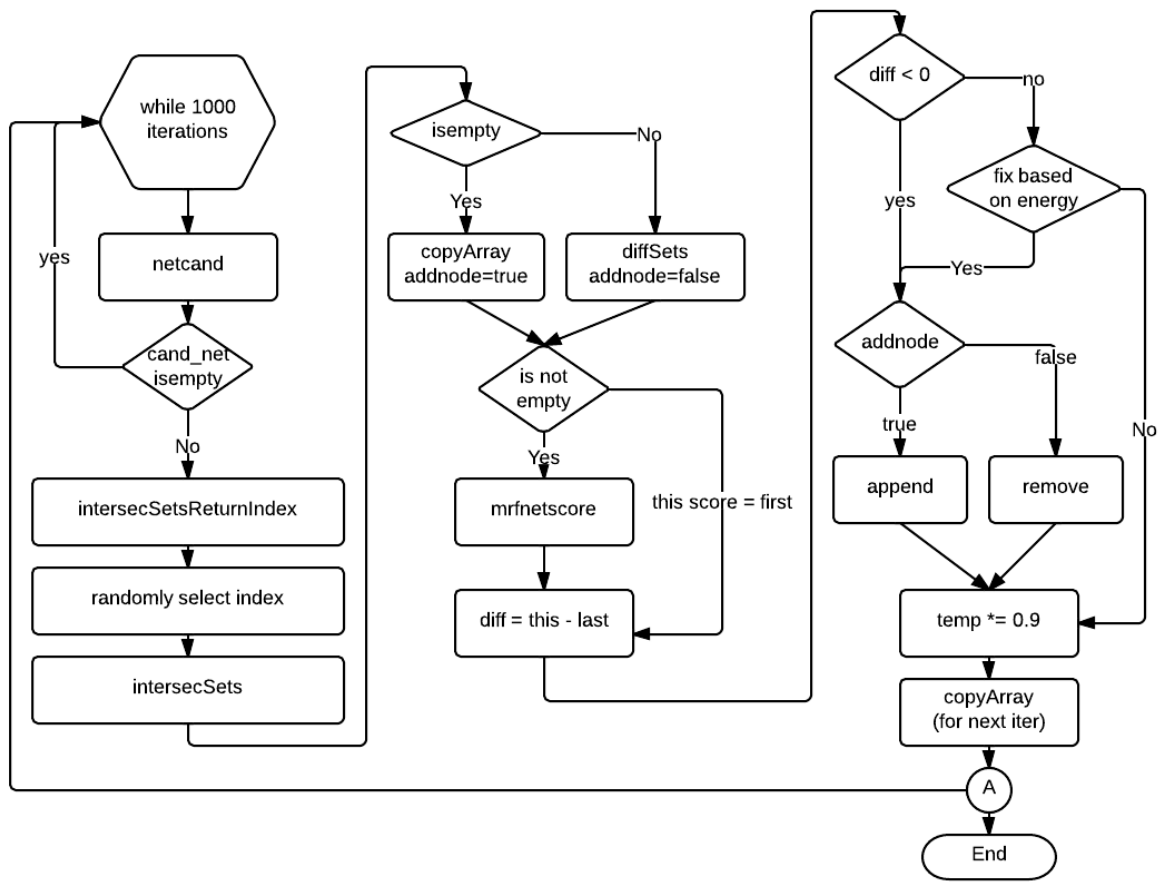 while 1000
iterations
netcand
yes
cand_net
isempty
No
intersecSetsReturnIndex
randomly select index
intersecSets
isempty
No
Yes
copyArray
addnode=true
diffSets
addnode=false
is not
empty
Yes
mrfnetscore
this score = first
diff = this - last
diff < 0
no
yes
fix based
on energy
Yes
No
addnode
false
true
append
remove
temp *= 0.9
copyArray
(for next iter)
A
End